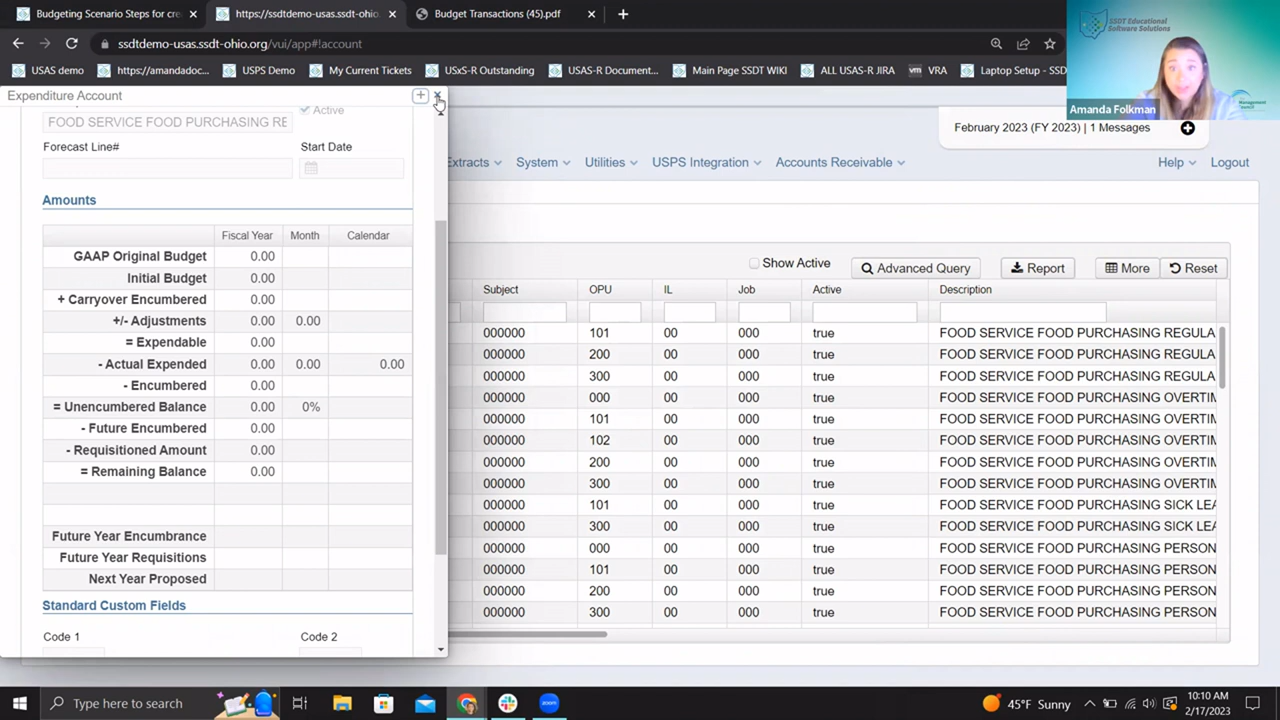 Budgeting Scenario Steps for cre
https://ssdtdemo-usas.ssdt-ohio.
Budget Transactions (45).pdf
ssdtdemo-usas.ssdt-ohio.org/vui/app#!account
USAS demo
https://amandadoc...
USPS Demo
My Current Tickets
USxS Outstanding
USAS-R Document...
Main Page SSDT WIKI
ALL USAS-R JIRA
vm VRA
Laptop Setup - SSD
SSDT Educational
Software Solutions
Management
Amanda Folkman
Expenditure Account
Active
FOOD SERVICE FOOD PURCHASING RE
Forecast Line#
Start Date
Amounts
Fiscal Year Month Calendar
GAAP Original Budget 0.00
Initial Budget 0.00
+ Carryover Encumbered 0.00
+/- Adjustments 0.00 0.00
= Expendable 0.00
- Actual Expended 0.00 0.00 0.00
- Encumbered 0.00
= Unencumbered Balance 0.00 0%
- Future Encumbered 0.00
- Requisitioned Amount 0.00
= Remaining Balance 0.00
Future Year Encumbrance
Future Year Requisitions
Next Year Proposed
Standard Custom Fields
Code 1
Code 2
February 2023 (FY 2023) | 1 Messages
Extracts System Utilities USPS Integration Accounts Receivable Help Logout
Show Active Advanced Query Report More Reset
Subject OPU IL Job Active Description
000000 101 00 000 true FOOD SERVICE FOOD PURCHASING REGULA
000000 200 00 000 true FOOD SERVICE FOOD PURCHASING REGULA
000000 300 00 000 true FOOD SERVICE FOOD PURCHASING REGULA
000000 000 00 000 true FOOD SERVICE FOOD PURCHASING OVERTIM
000000 101 00 000 true FOOD SERVICE FOOD PURCHASING OVERTIM
000000 102 00 000 true FOOD SERVICE FOOD PURCHASING OVERTIM
000000 200 00 000 true FOOD SERVICE FOOD PURCHASING OVERTIM
000000 300 00 000 true FOOD SERVICE FOOD PURCHASING OVERTIM
000000 101 00 000 true FOOD SERVICE FOOD PURCHASING SICK LEA
000000 300 00 000 true FOOD SERVICE FOOD PURCHASING SICK LEA
000000 000 00 000 true FOOD SERVICE FOOD PURCHASING PERSON
000000 101 00 000 true FOOD SERVICE FOOD PURCHASING PERSON
000000 200 00 000 true FOOD SERVICE FOOD PURCHASING PERSON
000000 300 00 000 true FOOD SERVICE FOOD PURCHASING PERSON
Type here to search
zoom
45°F Sunny
10:10 AM
2/17/2023